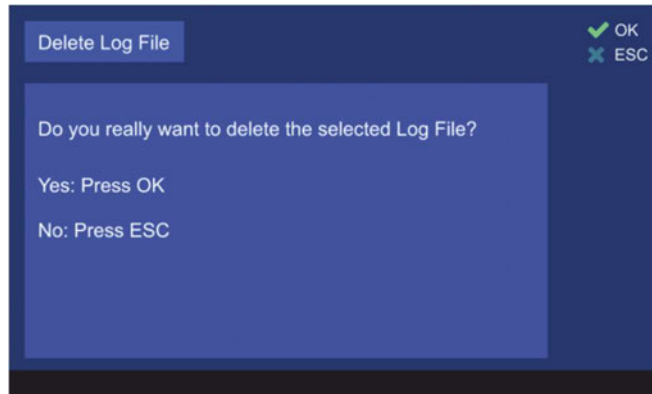 Delete Log File
OK
ESC
Do you really want to delete the selected Log File?
Yes: Press OK
No: Press ESC